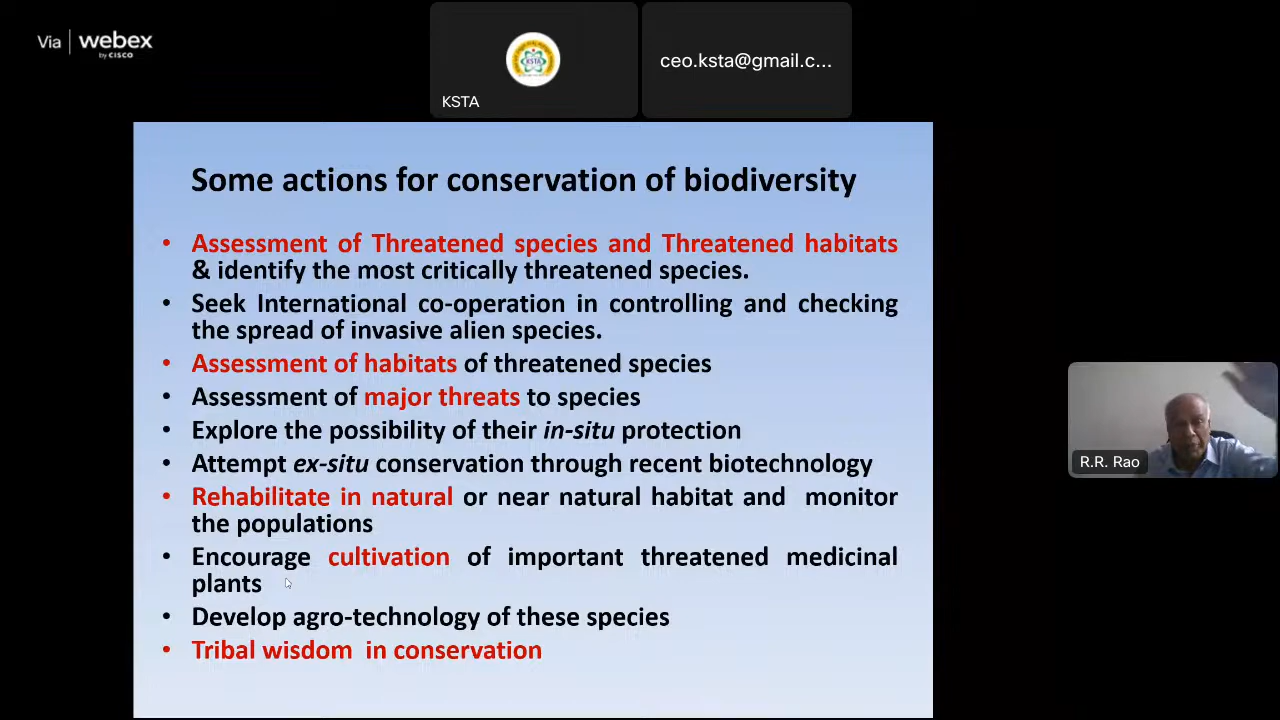 Via webex
by CISCO
KSTA
KSTA
ceo.ksta@gmail.c...
Some actions for conservation of biodiversity
• Assessment of Threatened species and Threatened habitats
& identify the most critically threatened species.
• Seek International co-operation in controlling and checking
the spread of invasive alien species.
• Assessment of habitats of threatened species
• Assessment of major threats to species
• Explore the possibility of their in-situ protection
• Attempt ex-situ conservation through recent biotechnology
• Rehabilitate in natural or near natural habitat and monitor
the populations
• Encourage cultivation of important threatened medicinal
plants
• Develop agro-technology of these species
• Tribal wisdom in conservation
R.R. Rao